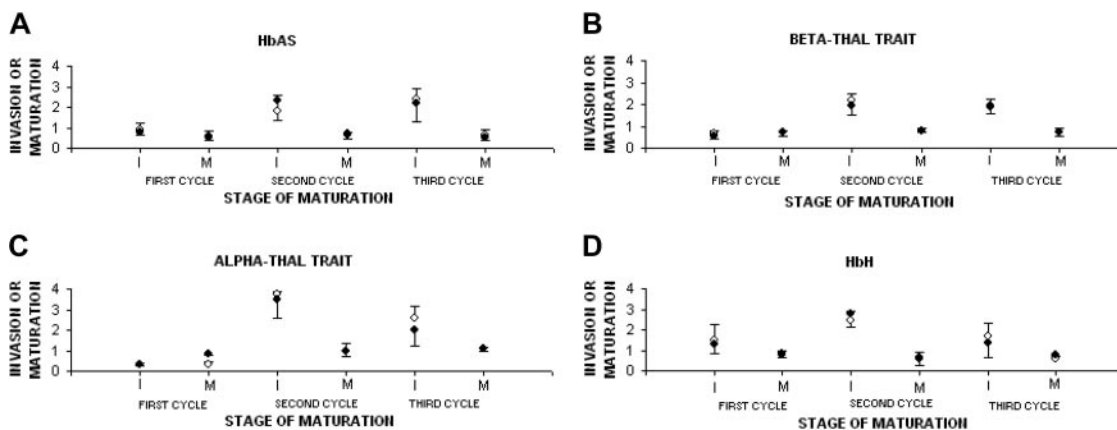 A
HbAS
INVASION OR
MATURATION
4
3
2
1
0
I M I M I M
FIRST CYCLE SECOND CYCLE THIRD CYCLE
STAGE OF MATURATION
B
BETA-THAL TRAIT
INVASION OR
MATURATION
4
3
2
1
0
I M I M I M
FIRST CYCLE SECOND CYCLE THIRD CYCLE
STAGE OF MATURATION
C
ALPHA-THAL TRAIT
INVASION OR
MATURATION
4
3
2
1
0
I M I M I M
FIRST CYCLE SECOND CYCLE THIRD CYCLE
STAGE OF MATURATION
D
HbH
INVASION OR
MATURATION
4
3
2
1
0
I M I M I M
FIRST CYCLE SECOND CYCLE THIRD CYCLE
STAGE OF MATURATION